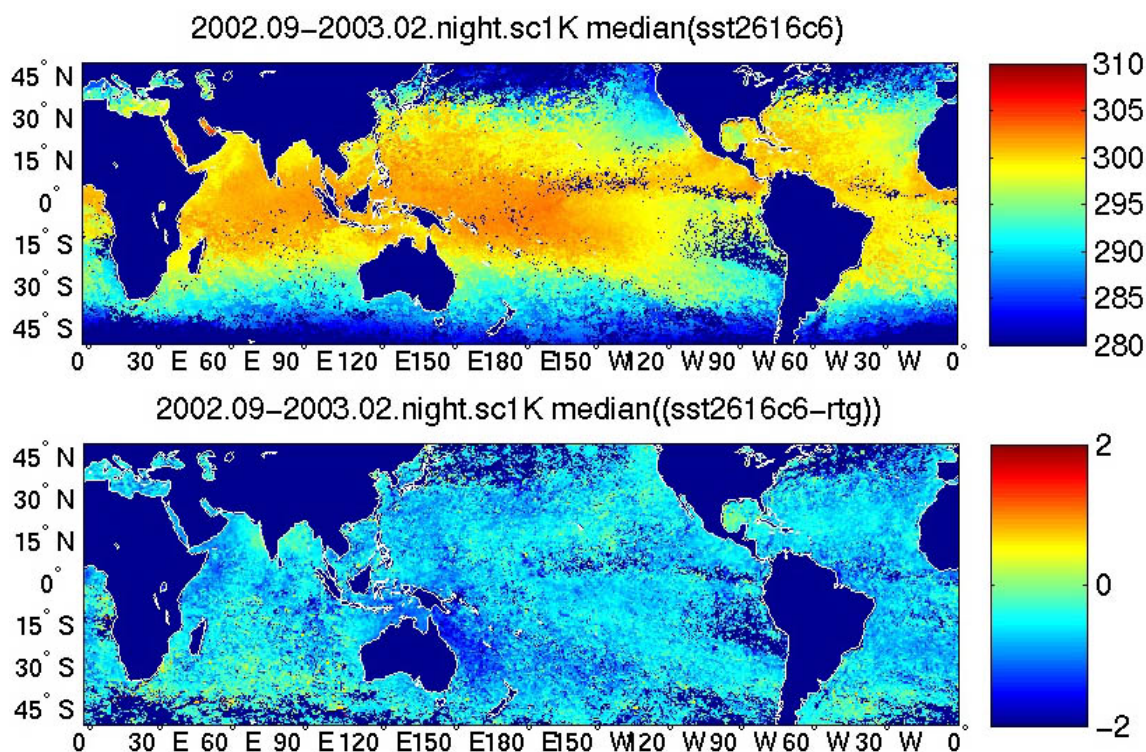 2002.09-2003.02.night.sc1K median(sst2616c6)
45° N
30° N
15° N
0°
15° S
30° S
45° S
0 30 E 60 E 90 E 120 E 150 E 180 E 150 W 120 W 90 W 60 W 30 W 0
310
305
300
295
290
285
280
2002.09-2003.02.night.sc1K median((sst2616c6-rtg))
45° N
30° N
15° N
0°
15° S
30° S
45° S
0 30 E 60 E 90 E 120 E 150 E 180 E 150 W 120 W 90 W 60 W 30 W 0
2
0
-2